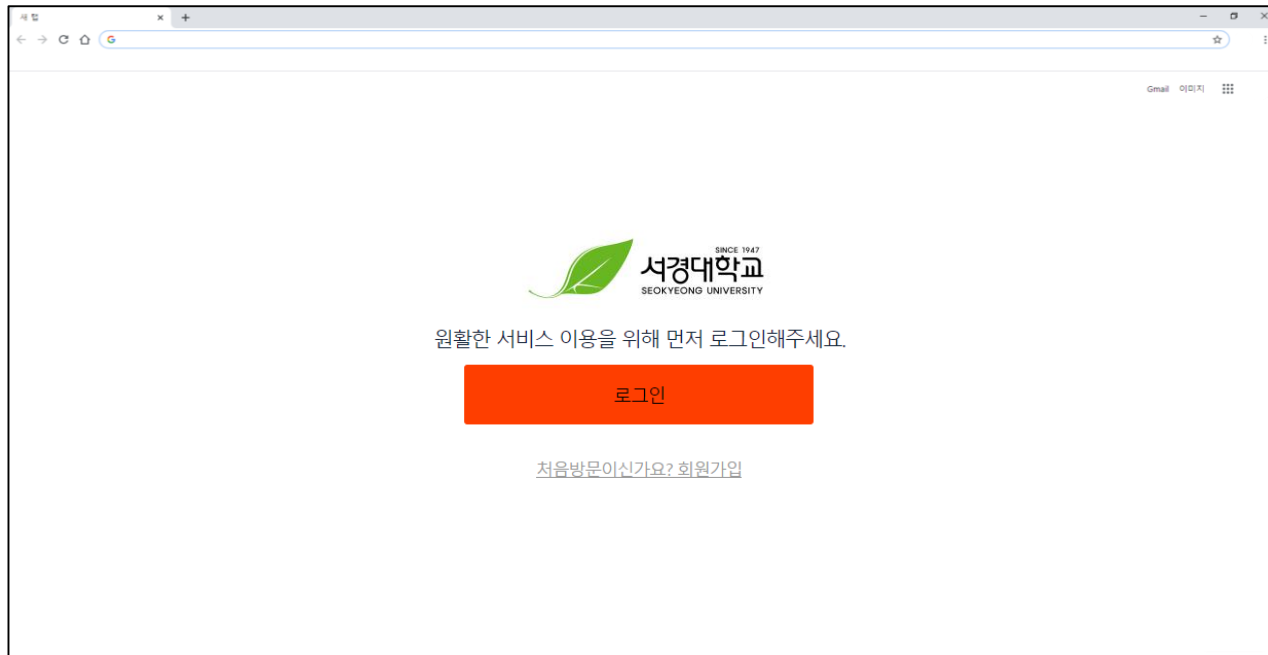 새 탭
Gmail 이미지
SINCE 1947
서경대학교
SEOKYEONG UNIVERSITY
원활한 서비스 이용을 위해 먼저 로그인해주세요.
로그인
처음방문이신가요? 회원가입